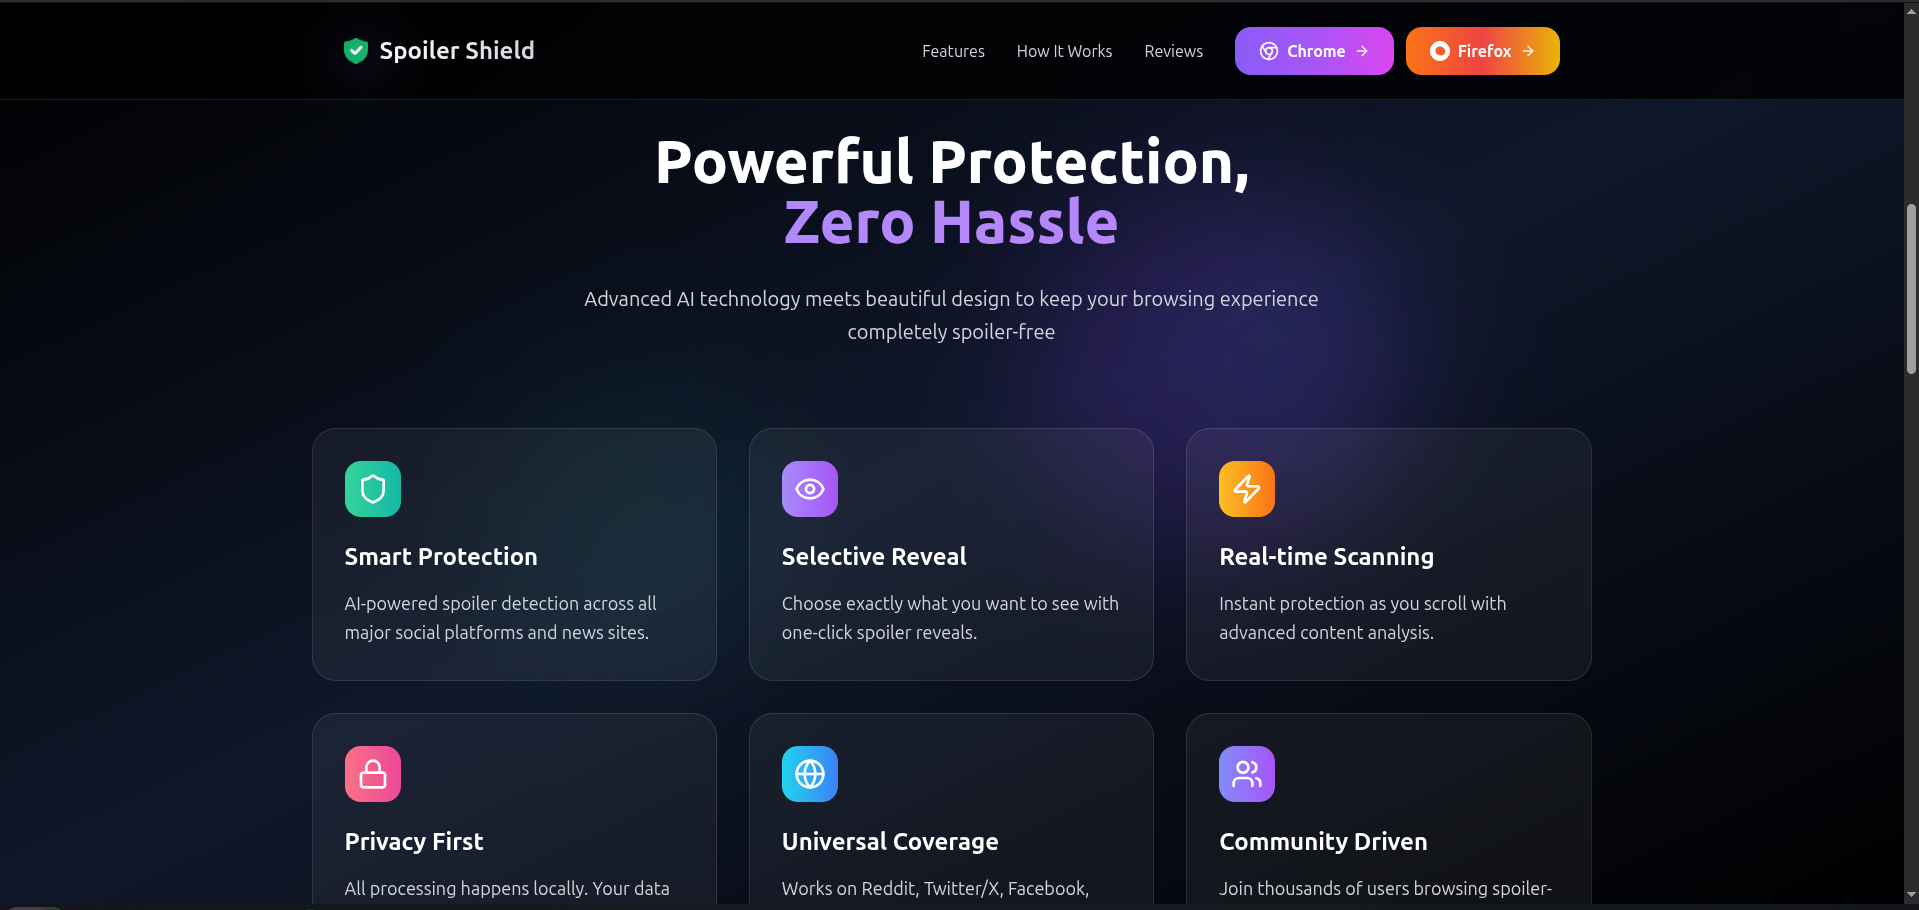 Spoiler Shield
Features
How It Works
Reviews
Chrome →
Firefox →
Powerful Protection,
Zero Hassle
Advanced AI technology meets beautiful design to keep your browsing experience
completely spoiler-free
Smart Protection
AI-powered spoiler detection across all
major social platforms and news sites.
Selective Reveal
Choose exactly what you want to see with
one-click spoiler reveals.
Real-time Scanning
Instant protection as you scroll with
advanced content analysis.
Privacy First
All processing happens locally. Your data
Universal Coverage
Works on Reddit, Twitter/X, Facebook,
Community Driven
Join thousands of users browsing spoiler-